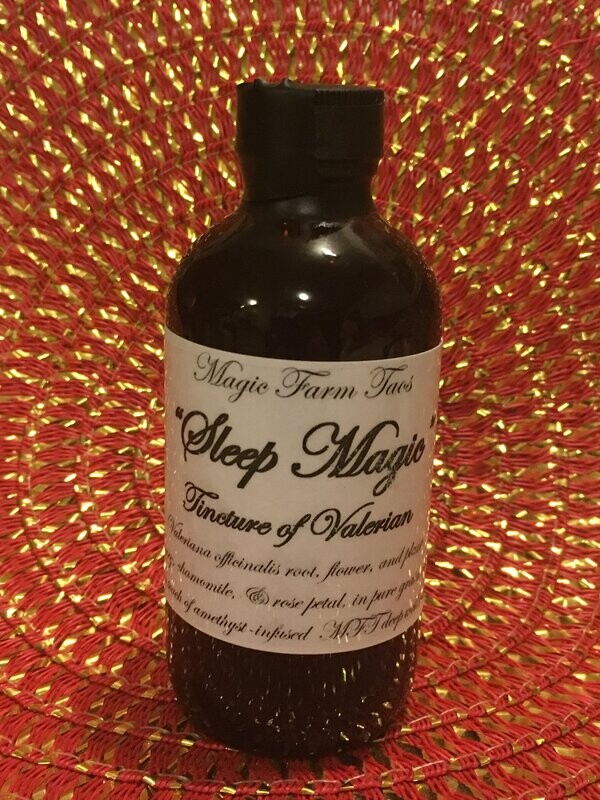 Magic Farm Taos
"Sleep Magic"
Tincture of Valerian
Valeriana officinalis root, flower, and
chamomile, & rose petal, in pure
of amethyst-infused MFT deep